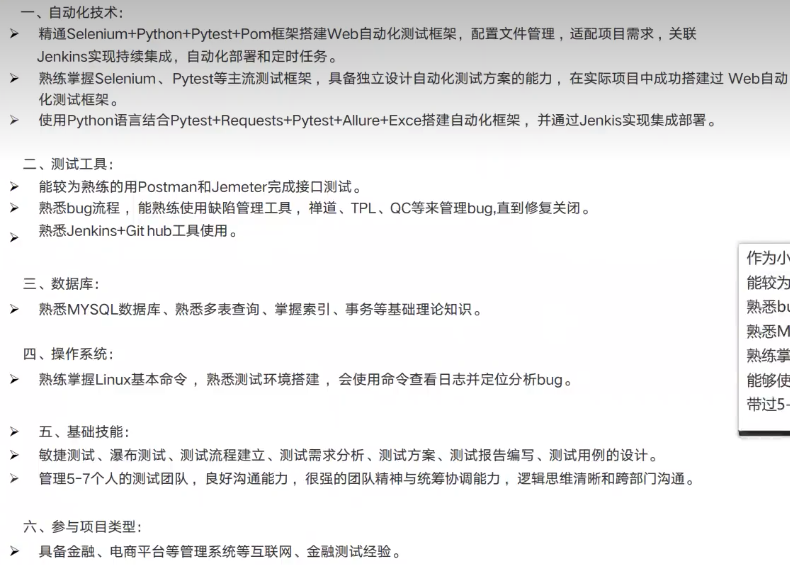 一、自动化技术：
➢ 精通Selenium+Python+Pytest+Pom框架搭建Web自动化测试框架，配置文件管理，适配项目需求，关联
Jenkins实现持续集成，自动化部署和定时任务。
➢ 熟练掌握Selenium、Pytest等主流测试框架，具备独立设计自动化测试方案的能力，在实际项目中成功搭建过 Web自动
化测试框架。
➢ 使用Python语言结合Pytest+Requests+Pytest+Allure+Exce搭建自动化框架，并通过Jenkis实现集成部署。
二、测试工具：
➢ 能较为熟练的用Postman和Jemeter完成接口测试。
➢ 熟悉bug流程，能熟练使用缺陷管理工具，禅道、TPL、QC等来管理bug,直到修复关闭。
➢ 熟悉Jenkins+Git hub工具使用。
三、数据库：
➢ 熟悉MYSQL数据库、熟悉多表查询、掌握索引、事务等基础理论知识。
四、操作系统：
➢ 熟练掌握Linux基本命令，熟悉测试环境搭建，会使用命令查看日志并定位分析bug。
➢ 五、基础技能：
➢ 敏捷测试、瀑布测试、测试流程建立、测试需求分析、测试方案、测试报告编写、测试用例的设计。
➢ 管理5-7个人的测试团队，良好沟通能力，很强的团队精神与统筹协调能力，逻辑思维清晰和跨部门沟通。
六、参与项目类型：
➢ 具备金融、电商平台等管理系统等互联网、金融测试经验。
作为小
能较为
熟悉bu
熟悉M
熟练掌
能够使
带过5-